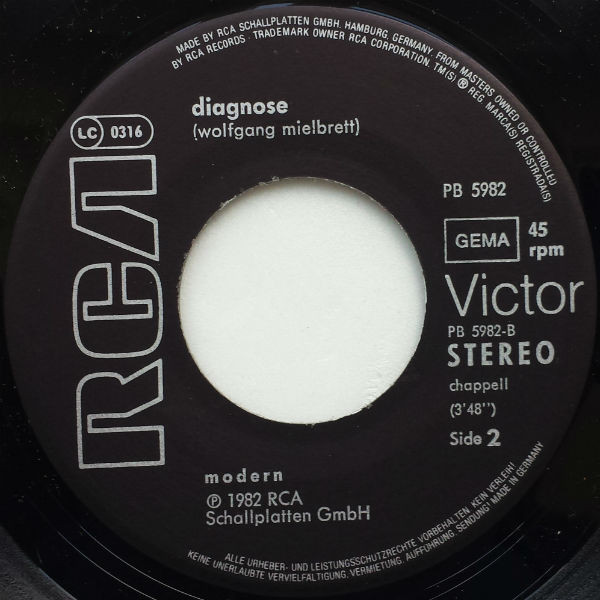 MADE BY RCA SCHALLPLATTEN GMBH, HAMBURG, GERMANY, FROM MASTERS OWNED OR CONTROLLED
BY RCA RECORDS · TRADEMARK OWNER RCA CORPORATION. TM(S) ® REG. MARCA(S) REGISTRADA(S)
LC 0316
diagnose
(wolfgang mielbrett)
RCA
PB 5982
GEMA
45
rpm
Victor
PB 5982-B
STEREO
chappell
(3'48'')
Side 2
modern
Ⓟ 1982 RCA
Schallplatten GmbH
ALLE URHEBER- UND LEISTUNGSSCHUTZRECHTE VORBEHALTEN. KEIN VERLEIH!
KEINE UNERLAUBTE VERVIELFÄLTIGUNG, VERMIETUNG, AUFFÜHRUNG, SENDUNG! MADE IN GERMANY